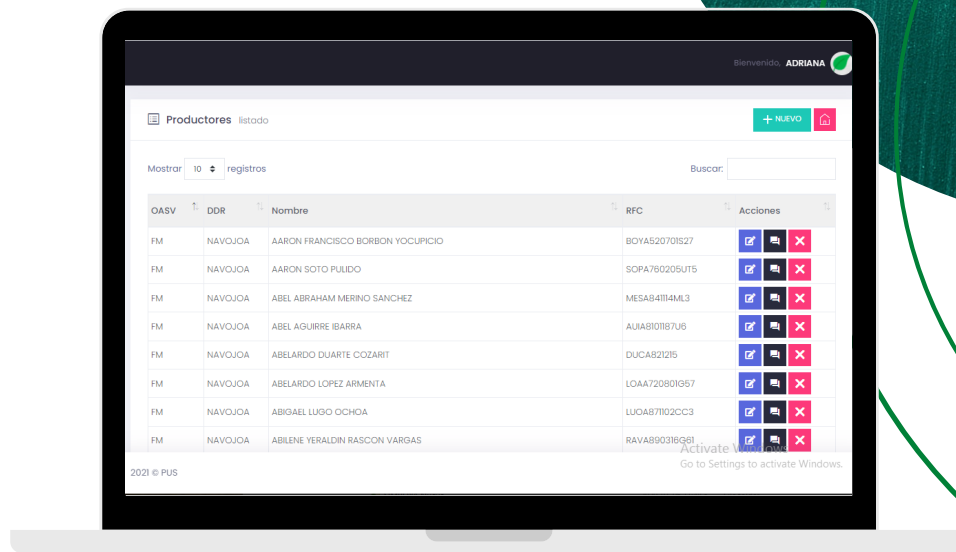 Bienvenido, ADRIANA
Productores listado
+ NUEVO
Mostrar 10 registros
Buscar:
OASV DDR Nombre RFC Acciones
FM NAVOJOA AARON FRANCISCO BORBON YOCUPICIO BOYA520701S27
FM NAVOJOA AARON SOTO PULIDO SOPA760205UT5
FM NAVOJOA ABEL ABRAHAM MERINO SANCHEZ MESA841114ML3
FM NAVOJOA ABEL AGUIRRE IBARRA AUIA8101187U6
FM NAVOJOA ABELARDO DUARTE COZARIT DUCA821215
FM NAVOJOA ABELARDO LOPEZ ARMENTA LOAA720801G57
FM NAVOJOA ABIGAEL LUGO OCHOA LUOA871102CC3
FM NAVOJOA ABILENE YERALDIN RASCON VARGAS RAVA890316G61
Activate Windows
Go to Settings to activate Windows.
2021 © PUS